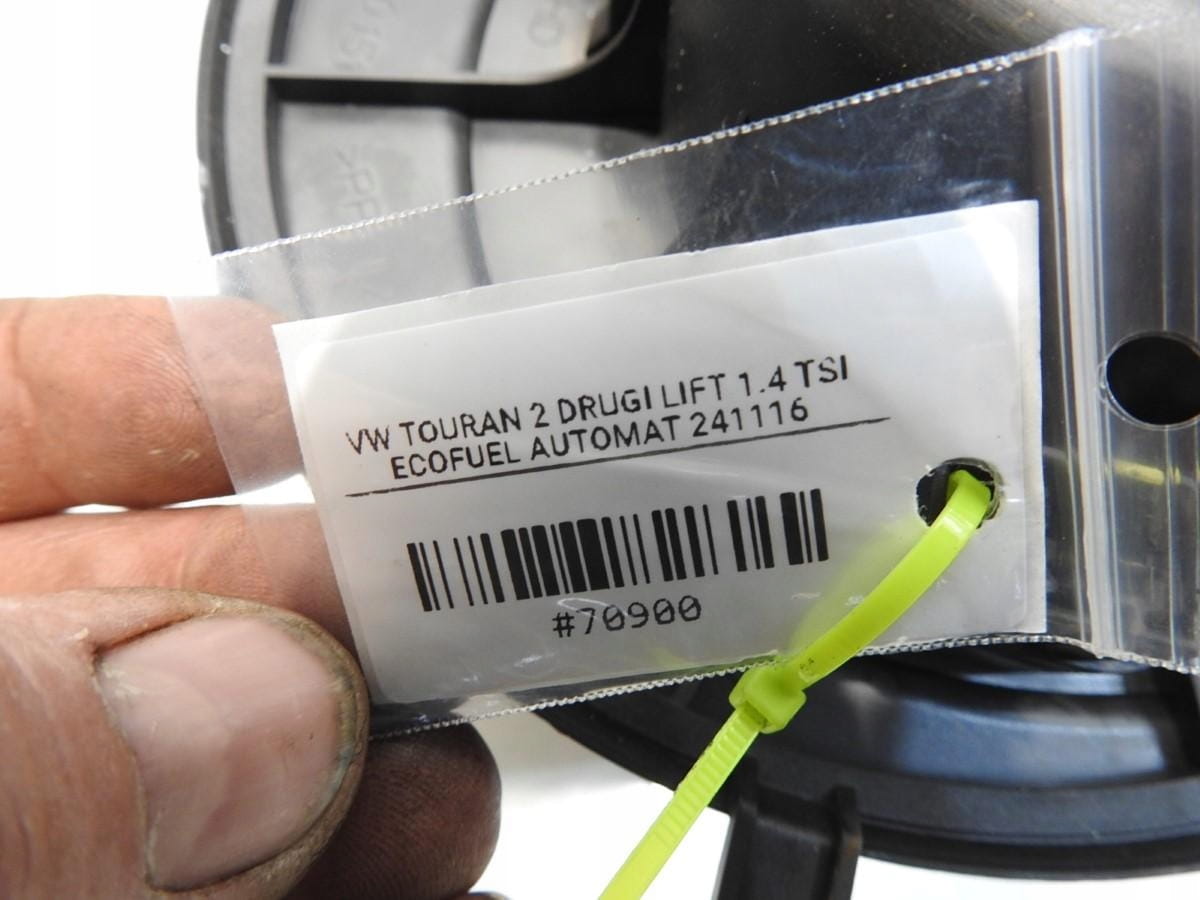 VW TOURAN 2 DRUGI LIFT 1.4 TSI
ECOFUEL AUTOMAT 241116
#70900